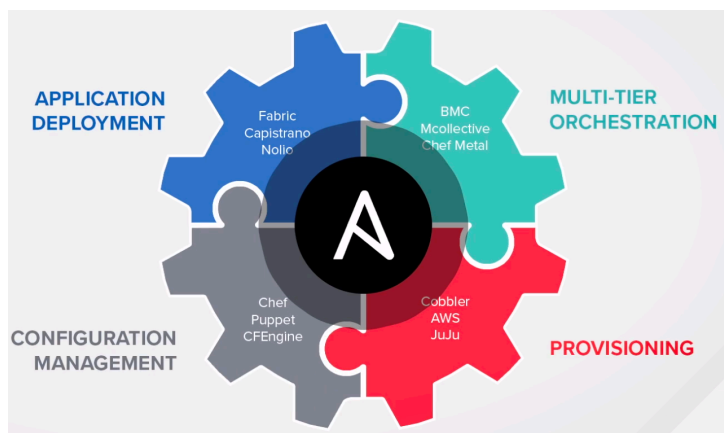 APPLICATION
DEPLOYMENT
Fabric
Capistrano
Nolio
BMC
Mcollective
Chef Metal
MULTI-TIER
ORCHESTRATION
CONFIGURATION
MANAGEMENT
Chef
Puppet
CFEngine
Cobbler
AWS
JuJu
PROVISIONING